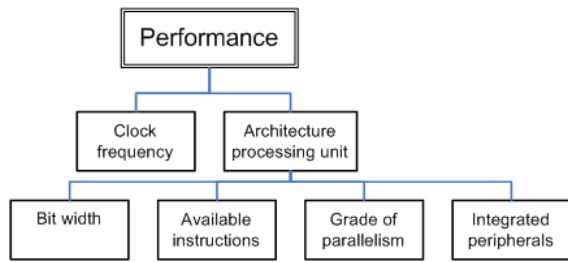 Performance
Clock
frequency
Architecture
processing unit
Bit width
Available
instructions
Grade of
parallelism
Integrated
peripherals